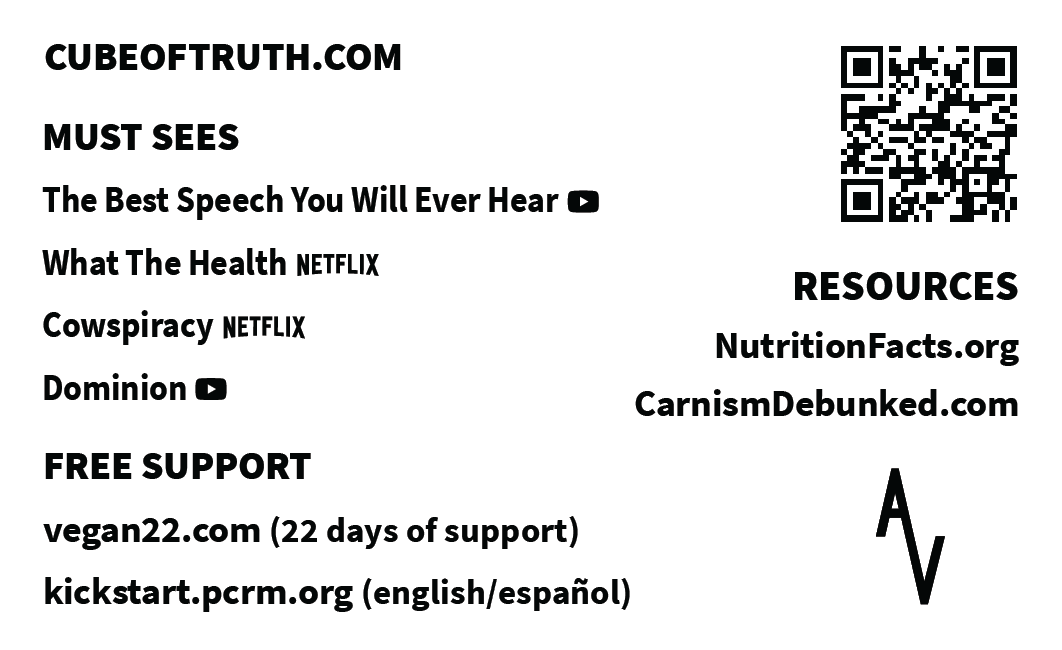 CUBEOFTRUTH.COM
MUST SEES
The Best Speech You Will Ever Hear
What The Health NETFLIX
Cowspiracy NETFLIX
Dominion
FREE SUPPORT
vegan22.com (22 days of support)
kickstart.pcrm.org (english/español)
RESOURCES
NutritionFacts.org
CarnismDebunked.com
AV